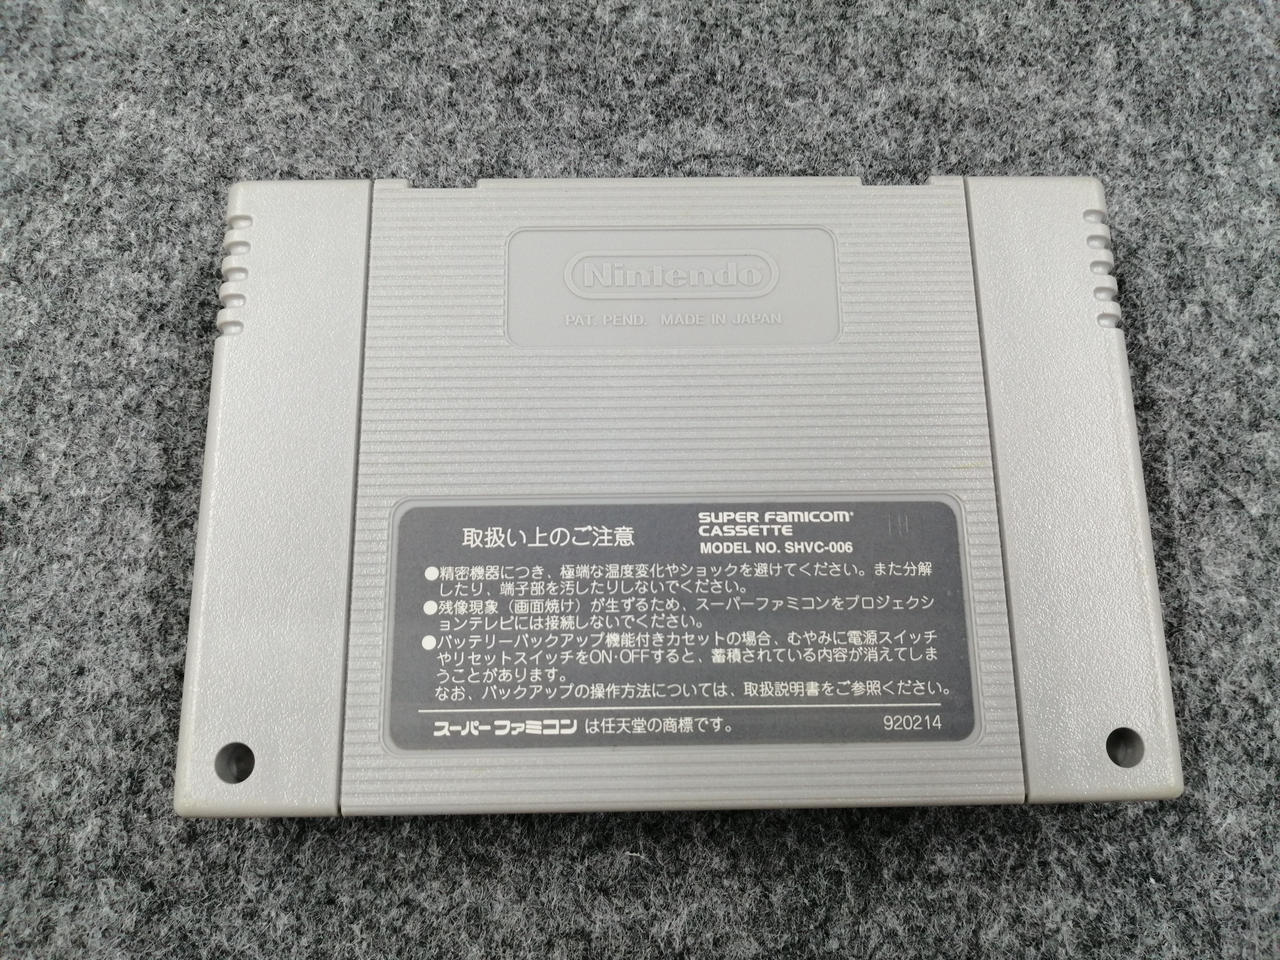 Nintendo®
PAT. PEND. MADE IN JAPAN
取扱い上のご注意
SUPER FAMICOM®
CASSETTE
MODEL NO. SHVC-006
●精密機器につき、極端な温度変化やショックを避けてください。また分解
したり、端子部を汚したりしないでください。
●残像現象（画面焼け）が生ずるため、スーパーファミコンをプロジェクシ
ョンテレビには接続しないでください。
●バッテリーバックアップ機能付きカセットの場合、むやみに電源スイッチ
やリセットスイッチをON・OFFすると、蓄積されている内容が消えてしま
うことがあります。
なお、バックアップの操作方法については、取扱説明書をご参照ください。
スーパーファミコンは任天堂の商標です。
920214